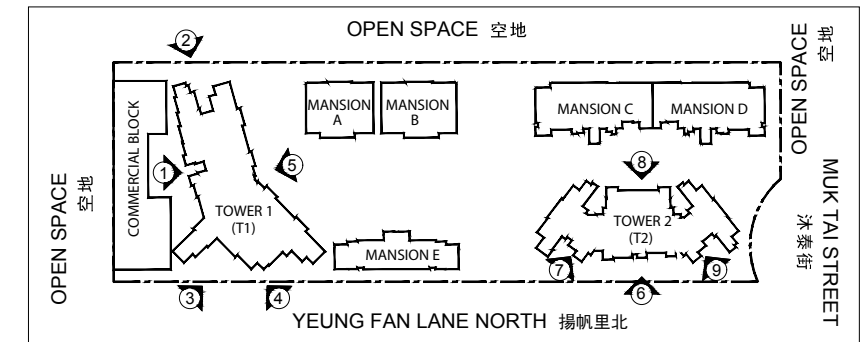 OPEN SPACE 空地
OPEN SPACE
空地
2
COMMERCIAL BLOCK
MANSION
A
MANSION
B
MANSION C
MANSION D
1
5
8
OPEN SPACE
空地
TOWER 1
(T1)
TOWER 2
(T2)
MUK TAI STREET
沐泰街
MANSION E
7
9
3
4
6
YEUNG FAN LANE NORTH 揚帆里北